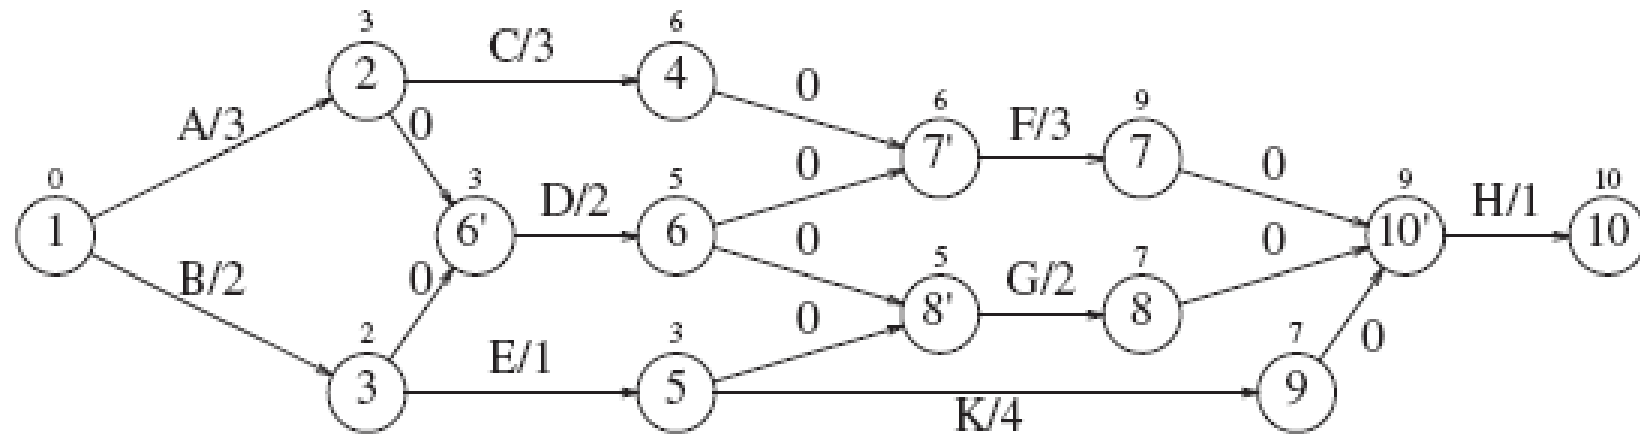 3 6
2 C/3 4
0 6 9
A/3 0 7' F/3 7
0 3 5 0 0 9 10
1 6' D/2 6 10' H/1 10
B/2 0 0 5 7 0
2 3 0 8' G/2 8 7 0
3 E/1 5 9
K/4